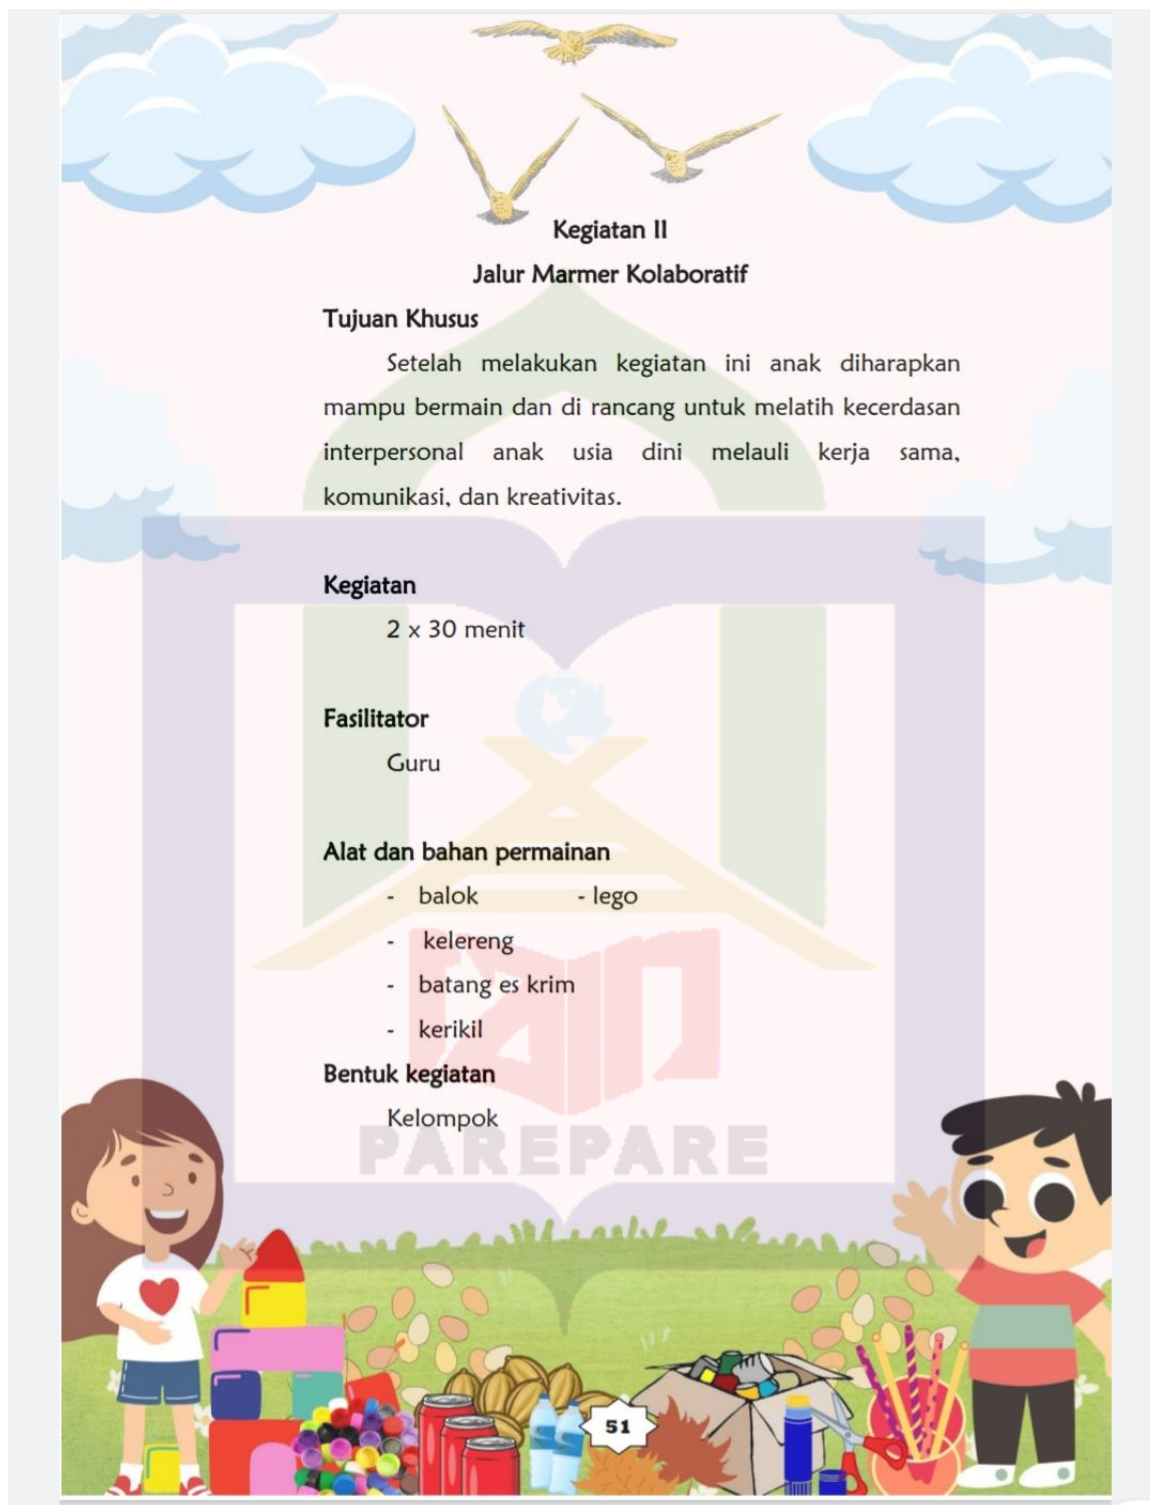 Kegiatan II
Jalur Marmer Kolaboratif
Tujuan Khusus
Setelah melakukan kegiatan ini anak diharapkan
mampu bermain dan di rancang untuk melatih kecerdasan
interpersonal anak usia dini melauli kerja sama,
komunikasi, dan kreativitas.
Kegiatan
2 x 30 menit
Fasilitator
Guru
Alat dan bahan permainan
- balok - lego
- kelereng
- batang es krim
- kerikil
Bentuk kegiatan
Kelompok
PAREPARE
51